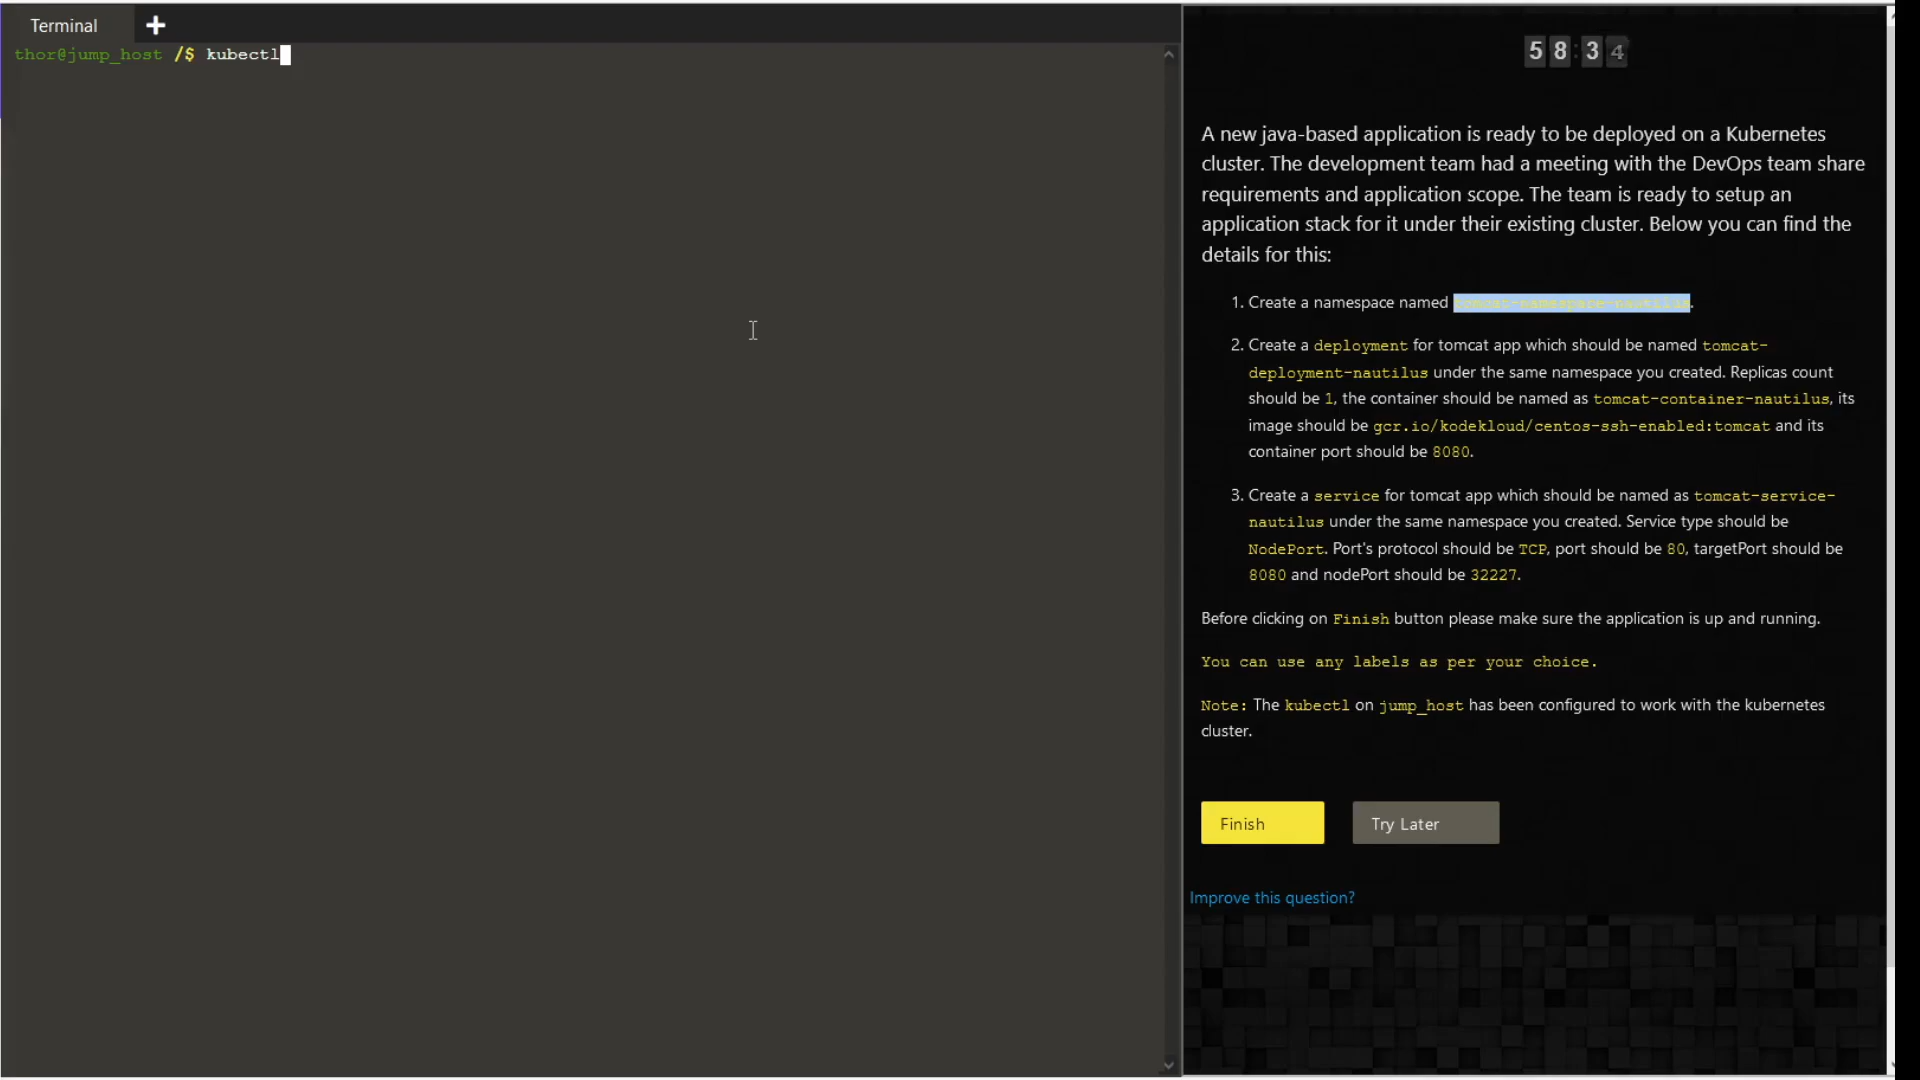 Terminal
thor@jump_host /$ kubectl
58:34
A new java-based application is ready to be deployed on a Kubernetes
cluster. The development team had a meeting with the DevOps team share
requirements and application scope. The team is ready to setup an
application stack for it under their existing cluster. Below you can find the
details for this:
1. Create a namespace named tomcat-namespace-nautilus.
2. Create a deployment for tomcat app which should be named tomcat-
deployment-nautilus under the same namespace you created. Replicas count
should be 1, the container should be named as tomcat-container-nautilus, its
image should be gcr.io/kodekloud/centos-ssh-enabled:tomcat and its
container port should be 8080.
3. Create a service for tomcat app which should be named as tomcat-service-
nautilus under the same namespace you created. Service type should be
NodePort. Port's protocol should be TCP, port should be 80, targetPort should be
8080 and nodePort should be 32227.
Before clicking on Finish button please make sure the application is up and running.
You can use any labels as per your choice.
Note: The kubectl on jump_host has been configured to work with the kubernetes
cluster.
Finish
Try Later
Improve this question?